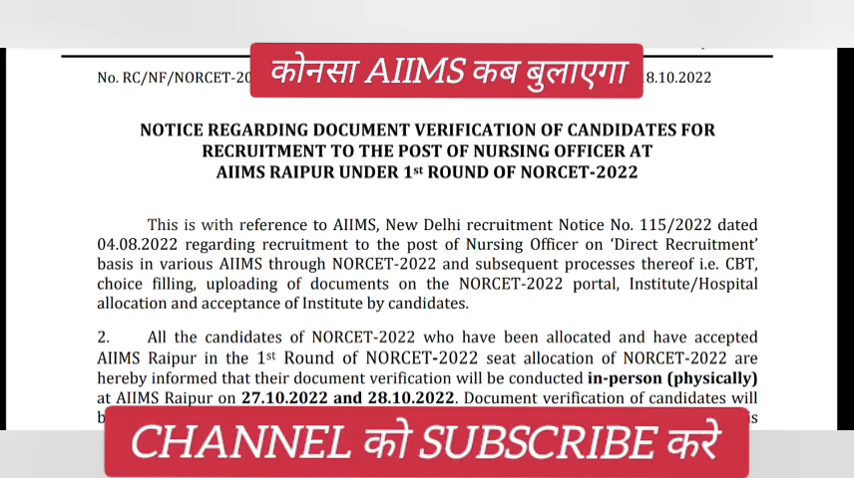 No. RC/NF/NORCET-20
कोनसा AIIMS कब बुलाएगा
8.10.2022
NOTICE REGARDING DOCUMENT VERIFICATION OF CANDIDATES FOR
RECRUITMENT TO THE POST OF NURSING OFFICER AT
AIIMS RAIPUR UNDER 1st ROUND OF NORCET-2022
This is with reference to AIIMS, New Delhi recruitment Notice No. 115/2022 dated
04.08.2022 regarding recruitment to the post of Nursing Officer on ‘Direct Recruitment’
basis in various AIIMS through NORCET-2022 and subsequent processes thereof i.e. CBT,
choice filling, uploading of documents on the NORCET-2022 portal, Institute/Hospital
allocation and acceptance of Institute by candidates.
2. All the candidates of NORCET-2022 who have been allocated and have accepted
AIIMS Raipur in the 1st Round of NORCET-2022 seat allocation of NORCET-2022 are
hereby informed that their document verification will be conducted in-person (physically)
at AIIMS Raipur on 27.10.2022 and 28.10.2022. Document verification of candidates will
CHANNEL को SUBSCRIBE करे